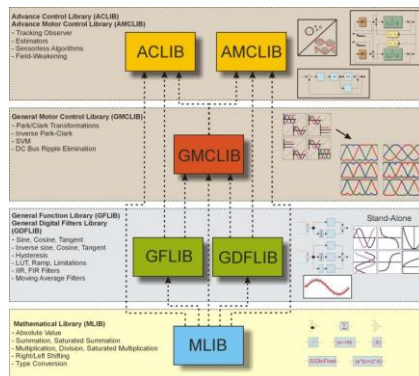 Advance Control Library (ACLIB)
Advance Motor Control Library (AMCLIB)
- Tracking Observer
- Estimators
- Sensorless Algorithms
- Field-Weakening
ACLIB
AMCLIB
General Motor Control Library (GMCLIB)
- Park/Clark Transformations
- Inverse Park-Clark
- SVM
- DC Bus Ripple Elimination
GMCLIB
General Function Library (GFLIB)
General Digital Filters Library
(GDFLIB)
- Sine, Cosine, Tangent
- Inverse sine, Cosine, Tangent
- Hysteresis
- LUT, Ramp, Limitations
- IIR, FIR Filters
- Moving Average Filters
Stand-Alone
GFLIB
GDFLIB
Mathematical Library (MLIB)
- Absolute Value
- Summation, Saturated Summation
- Multiplication, Division, Saturated Multiplication
- Right/Left Shifting
- Type Conversion
MLIB